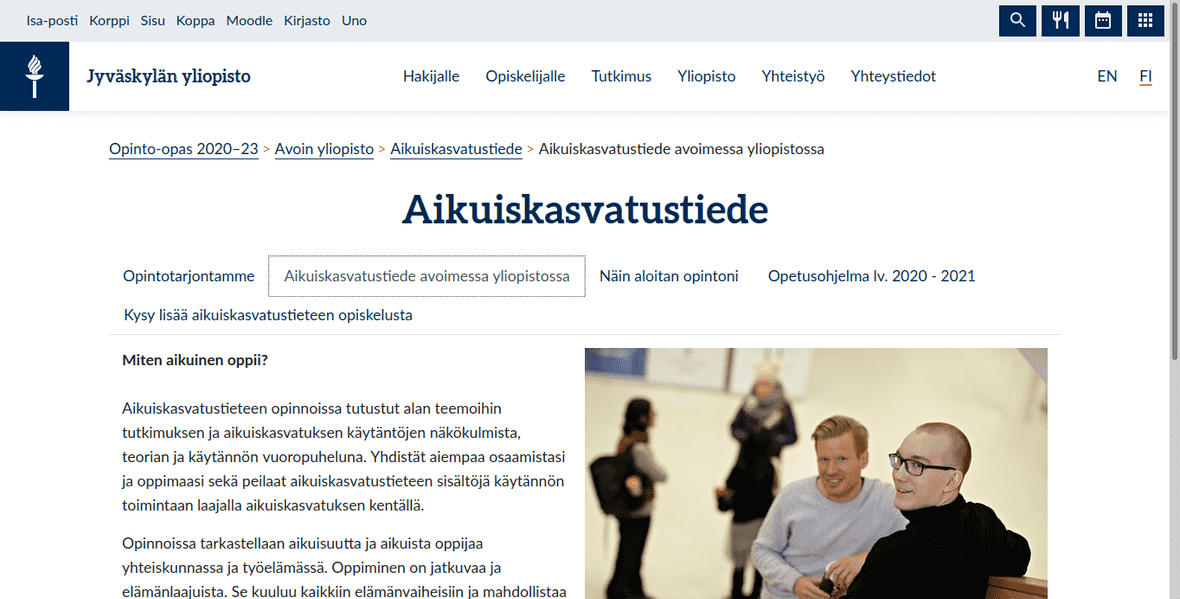 Isa-posti Korppi Sisu Koppa Moodle Kirjasto Uno
Jyväskylän yliopisto
Hakijalle Opiskelijalle Tutkimus Yliopisto Yhteistyö Yhteystiedot
EN FI
Opinto-opas 2020–23 > Avoin yliopisto > Aikuiskasvatustiede > Aikuiskasvatustiede avoimessa yliopistossa
Aikuiskasvatustiede
Opintotarjontamme Aikuiskasvatustiede avoimessa yliopistossa Näin aloitan opintoni Opetusohjelma lv. 2020 - 2021
Kysy lisää aikuiskasvatustieteen opiskelusta
Miten aikuinen oppii?
Aikuiskasvatustieteen opinnoissa tutustut alan teemoihin
tutkimuksen ja aikuiskasvatuksen käytäntöjen näkökulmista,
teorian ja käytännön vuoropuheluna. Yhdistät aiempaa osaamistasi
ja oppimaasi sekä peilaat aikuiskasvatustieteen sisältöjä käytännön
toimintaan laajalla aikuiskasvatuksen kentällä.
Opinnoissa tarkastellaan aikuisuutta ja aikuista oppijaa
yhteiskunnassa ja työelämässä. Oppiminen on jatkuvaa ja
elämänlaajuista. Se kuuluu kaikkiin elämänvaiheisiin ja mahdollistaa